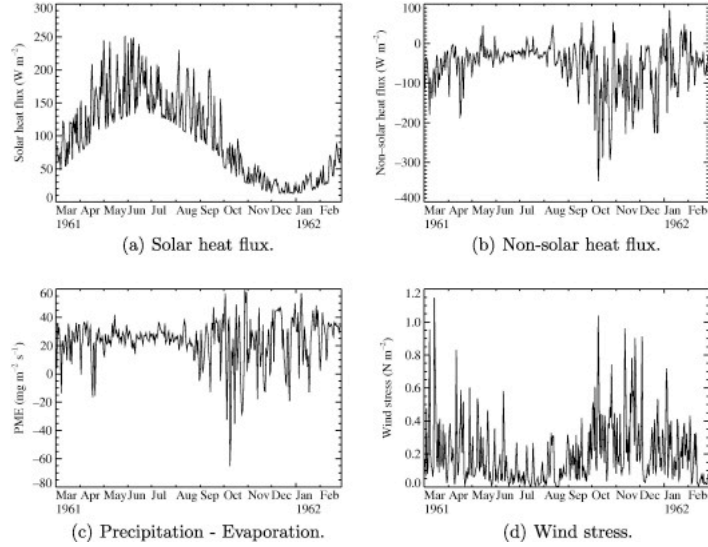 300
250
200
150
100
50
0
Solar heat flux (W m⁻²)
Mar Apr May Jun Jul Aug Sep Oct Nov Dec Jan Feb
1961 1962
(a) Solar heat flux.
100
0
−100
−200
−300
−400
Non–solar heat flux (W m⁻²)
Mar Apr May Jun Jul Aug Sep Oct Nov Dec Jan Feb
1961 1962
(b) Non-solar heat flux.
60
40
20
0
−20
−40
−60
−80
PME (mg m⁻² s⁻¹)
Mar Apr May Jun Jul Aug Sep Oct Nov Dec Jan Feb
1961 1962
(c) Precipitation - Evaporation.
1.2
1.0
0.8
0.6
0.4
0.2
0.0
Wind stress (N m⁻²)
Mar Apr May Jun Jul Aug Sep Oct Nov Dec Jan Feb
1961 1962
(d) Wind stress.